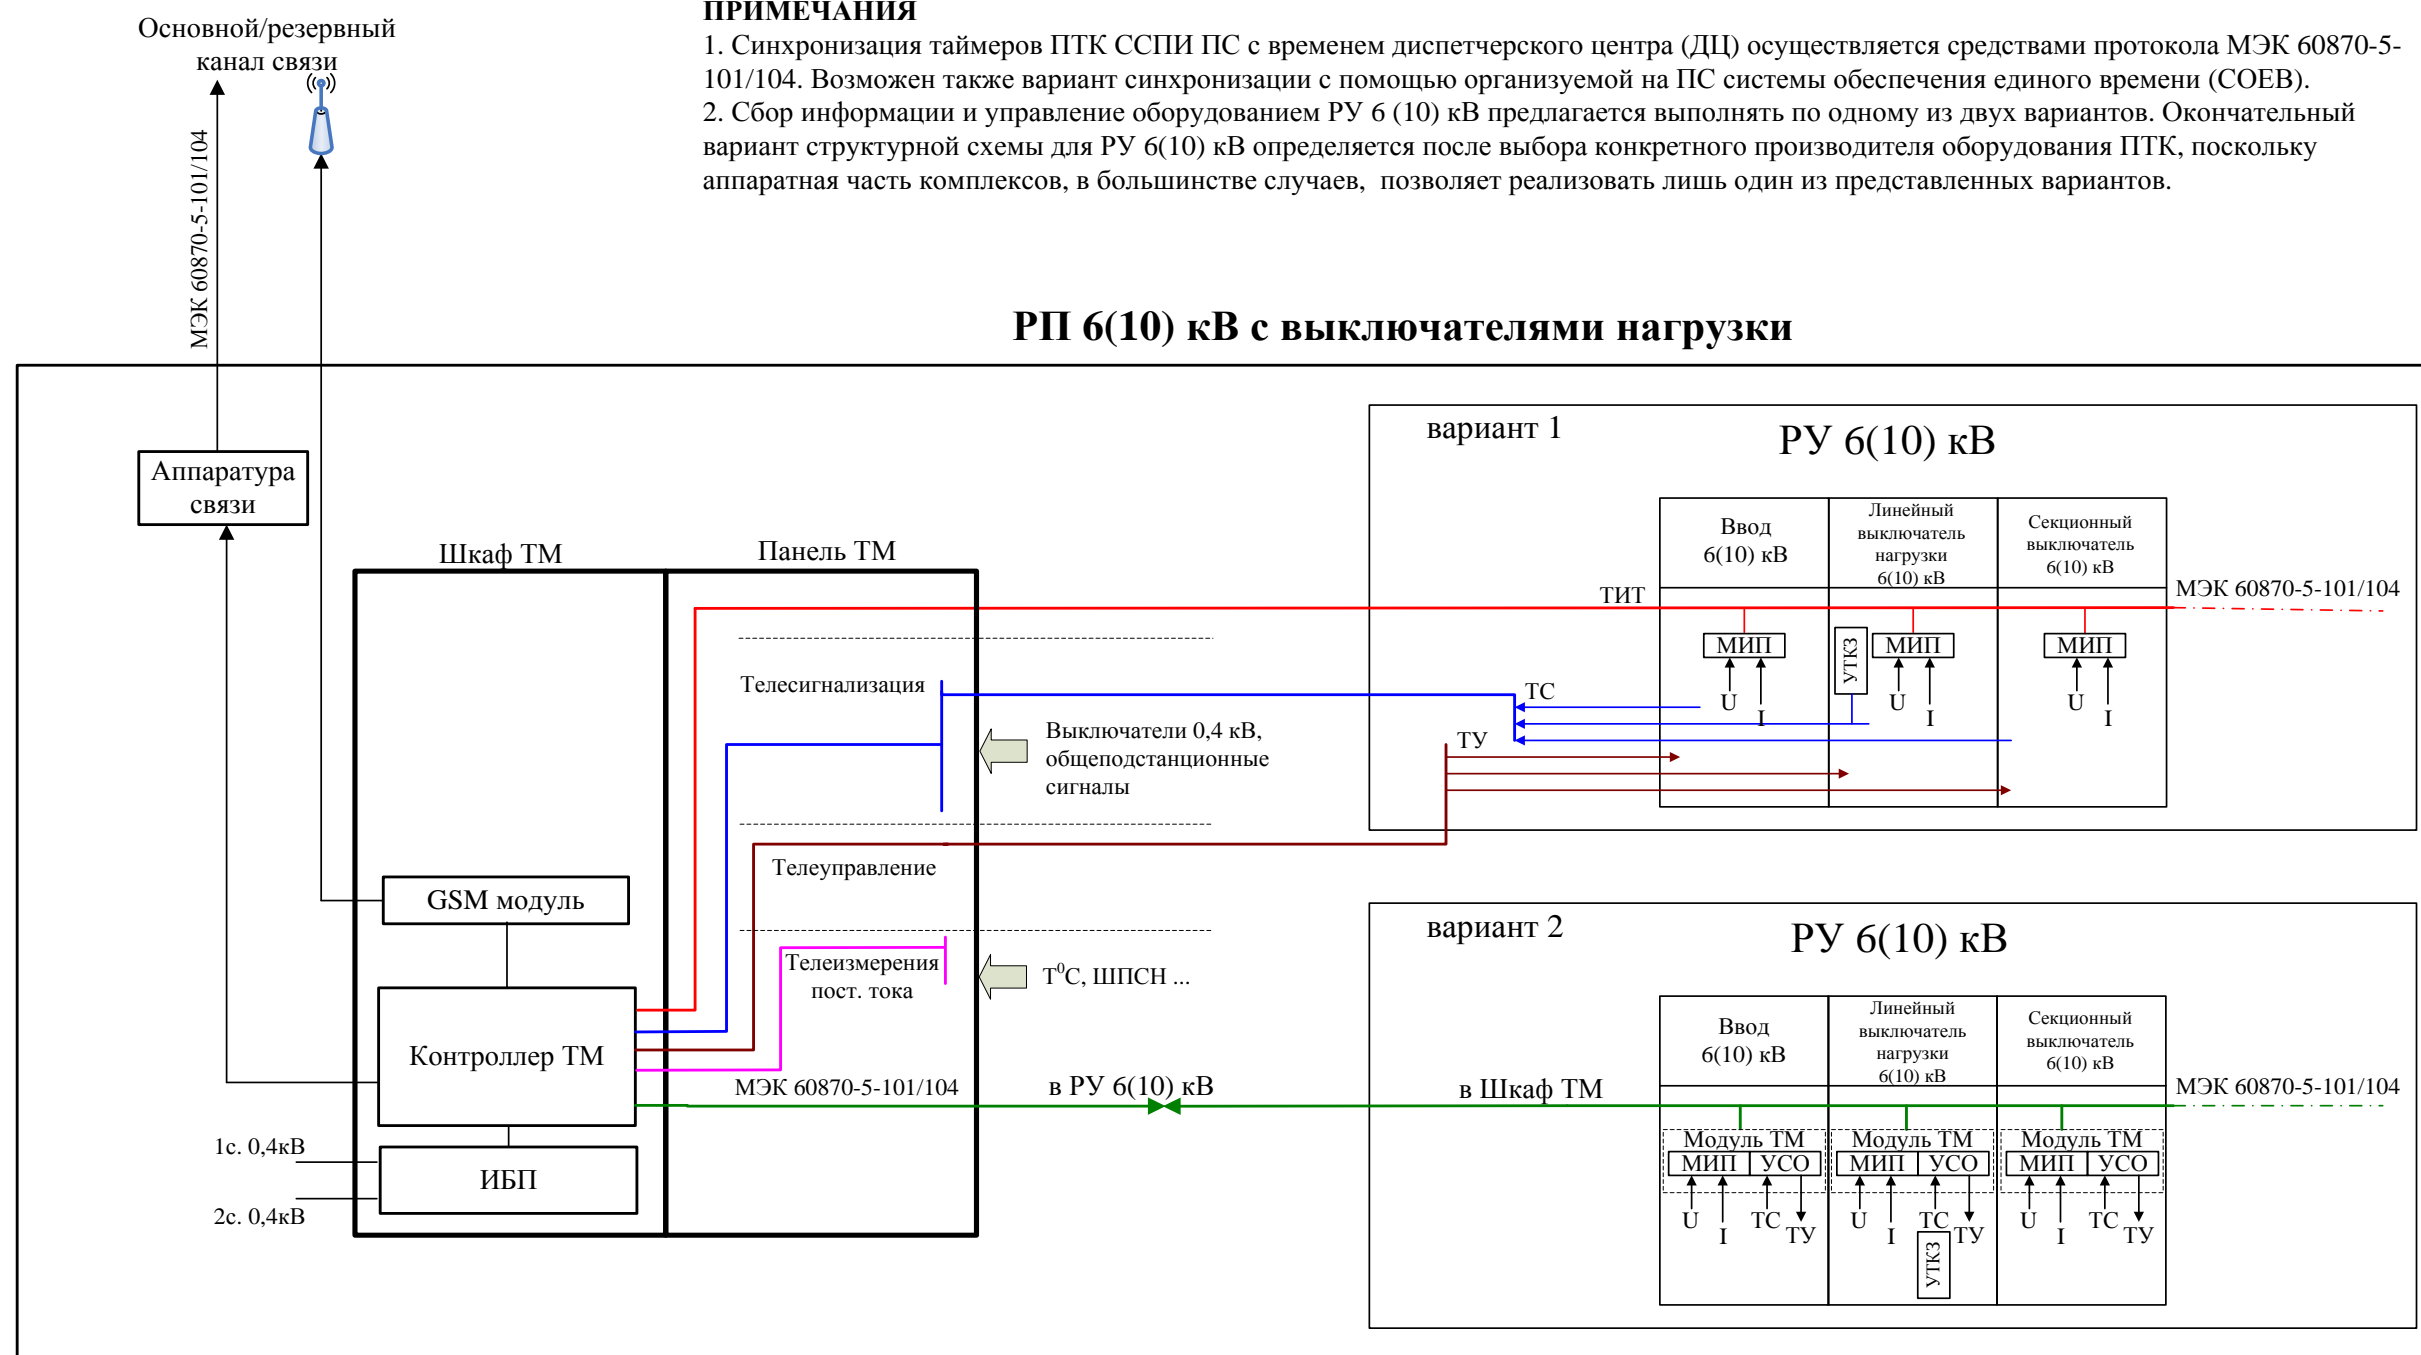 Основной/резервный
канал связи
МЭК 60870-5-101/104
ПРИМЕЧАНИЯ
1. Синхронизация таймеров ПТК ССПИ ПС с временем диспетчерского центра (ДЦ) осуществляется средствами протокола МЭК 60870-5-
101/104. Возможен также вариант синхронизации с помощью организуемой на ПС системы обеспечения единого времени (СОЕВ).
2. Сбор информации и управление оборудованием РУ 6 (10) кВ предлагается выполнять по одному из двух вариантов. Окончательный
вариант структурной схемы для РУ 6(10) кВ определяется после выбора конкретного производителя оборудования ПТК, поскольку
аппаратная часть комплексов, в большинстве случаев, позволяет реализовать лишь один из представленных вариантов.
РП 6(10) кВ с выключателями нагрузки
Аппаратура
связи
Шкаф ТМ
Панель ТМ
Телесигнализация
Выключатели 0,4 кВ,
общеподстанционные
сигналы
Телеуправление
GSM модуль
Телеизмерения
пост. тока
Т⁰С, ШПСН ...
Контроллер ТМ
МЭК 60870-5-101/104
в РУ 6(10) кВ
ИБП
1с. 0,4кВ
2с. 0,4кВ
вариант 1
РУ 6(10) кВ
Ввод
6(10) кВ
Линейный
выключатель
нагрузки
6(10) кВ
Секционный
выключатель
6(10) кВ
ТИТ
МЭК 60870-5-101/104
МИП
УТКЗ
МИП
МИП
U
I
U
I
U
I
ТС
ТУ
вариант 2
РУ 6(10) кВ
Ввод
6(10) кВ
Линейный
выключатель
нагрузки
6(10) кВ
Секционный
выключатель
6(10) кВ
в Шкаф ТМ
МЭК 60870-5-101/104
Модуль ТМ
Модуль ТМ
Модуль ТМ
МИП УСО
МИП УСО
МИП УСО
U I ТС ТУ
U I ТС ТУ
U I ТС ТУ
УТКЗ